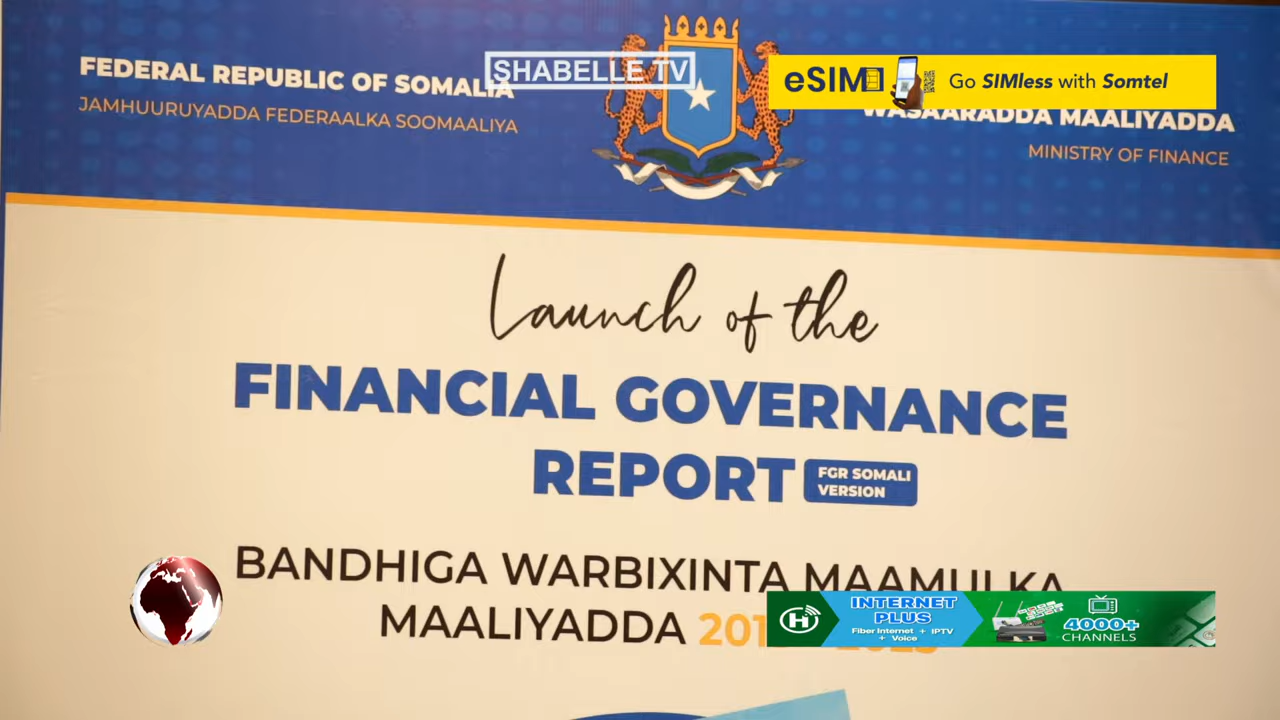 FEDERAL REPUBLIC OF SOMALIA
JAMHUURUYADDA FEDERAALKA SOOMAALIYA
SHABELLE TV
eSIM Go SIMless with Somtel
WASAARADDA MAALIYADDA
MINISTRY OF FINANCE
Launch of the
FINANCIAL GOVERNANCE
REPORT
FGR SOMALI
VERSION
BANDHIGA WARBIXINTA MAAMULKA
MAALIYADDA
INTERNET
PLUS
Fiber Internet + IPTV
+ Voice
4000+
CHANNELS